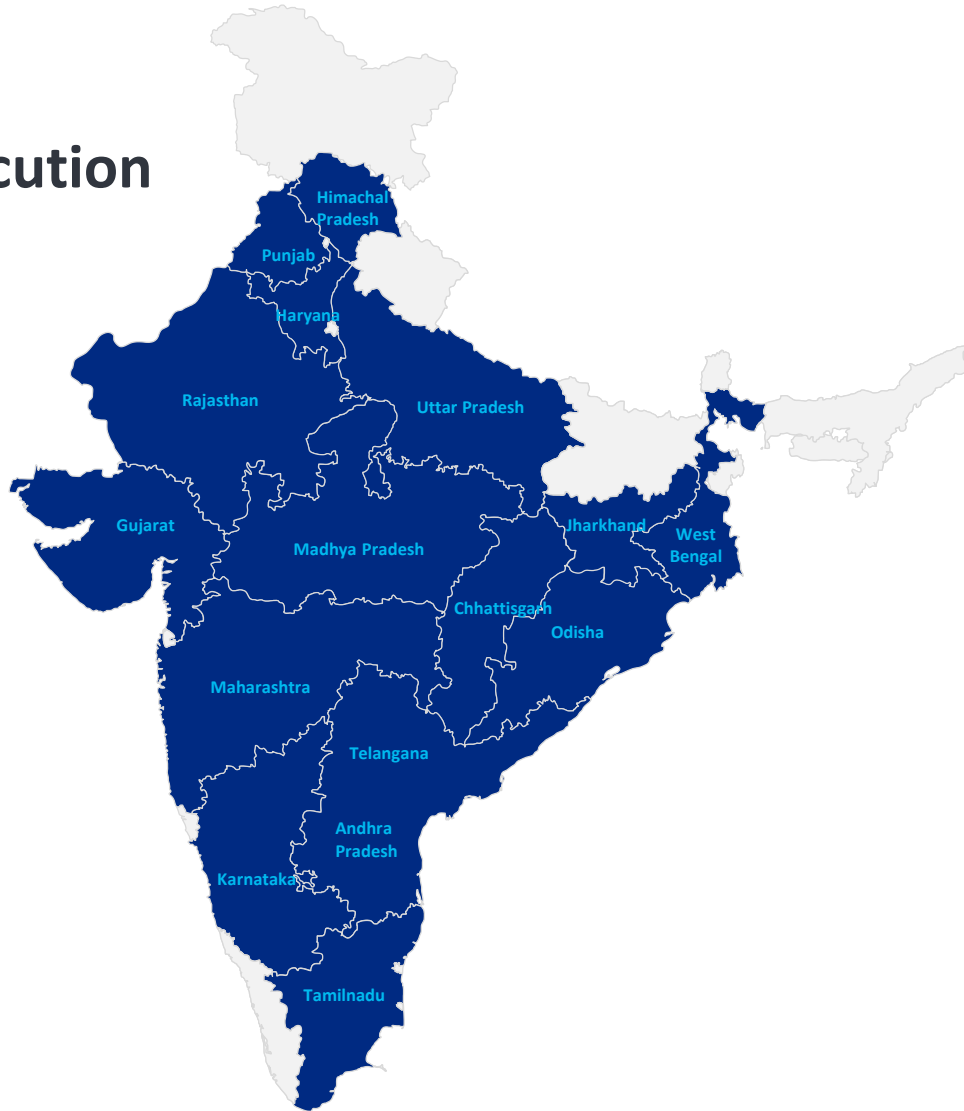 cution
Himachal
Pradesh
Punjab
Haryana
Rajasthan
Uttar Pradesh
Gujarat
Jharkhand
West
Bengal
Madhya Pradesh
Chhattisgarh
Odisha
Maharashtra
Telangana
Andhra
Pradesh
Karnataka
Tamilnadu